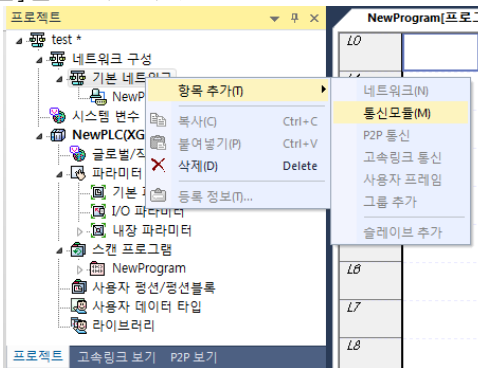 프로젝트
NewProgram[프로
test *
네트워크 구성
기본 네트워크
NewP
시스템 변수
NewPLC(XG
글로벌/직
파라미터
기본
I/O 파라미터
내장 파라미터
스캔 프로그램
NewProgram
사용자 평션/평션블록
사용자 데이터 타입
라이브러리
프로젝트 고속링크 보기 P2P 보기
항목 추가(T)
복사(C) Ctrl+C
붙여넣기(P) Ctrl+V
삭제(D) Delete
등록 정보(T)...
네트워크(N)
통신모듈(M)
P2P 통신
고속링크 통신
사용자 프레임
그룹 추가
슬레이브 추가
L0
L6
L7
L8